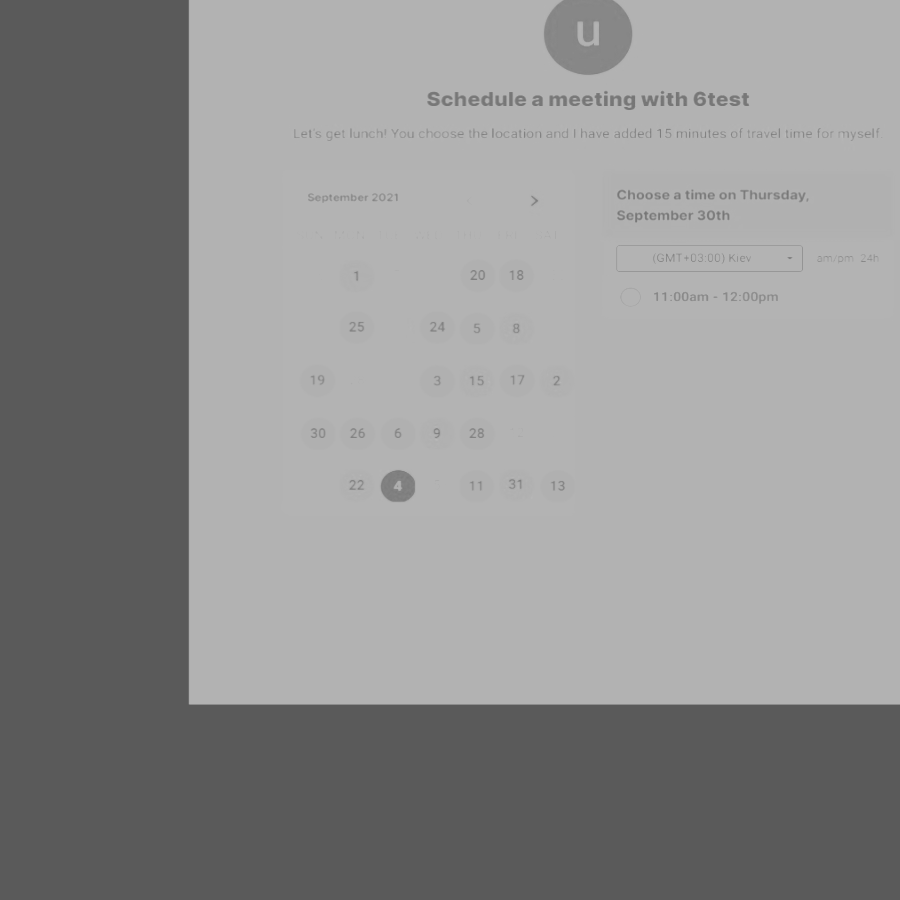 u
Schedule a meeting with 6test
Let's get lunch! You choose the location and I have added 15 minutes of travel time for myself
September 2021
1 20 18
25 24 5 8
19 3 15 17 2
30 26 6 9 28
22 4 11 31 13
Choose a time on Thursday,
September 30th
(GMT+03:00) Kiev
am/pm 24h
11:00am - 12:00pm